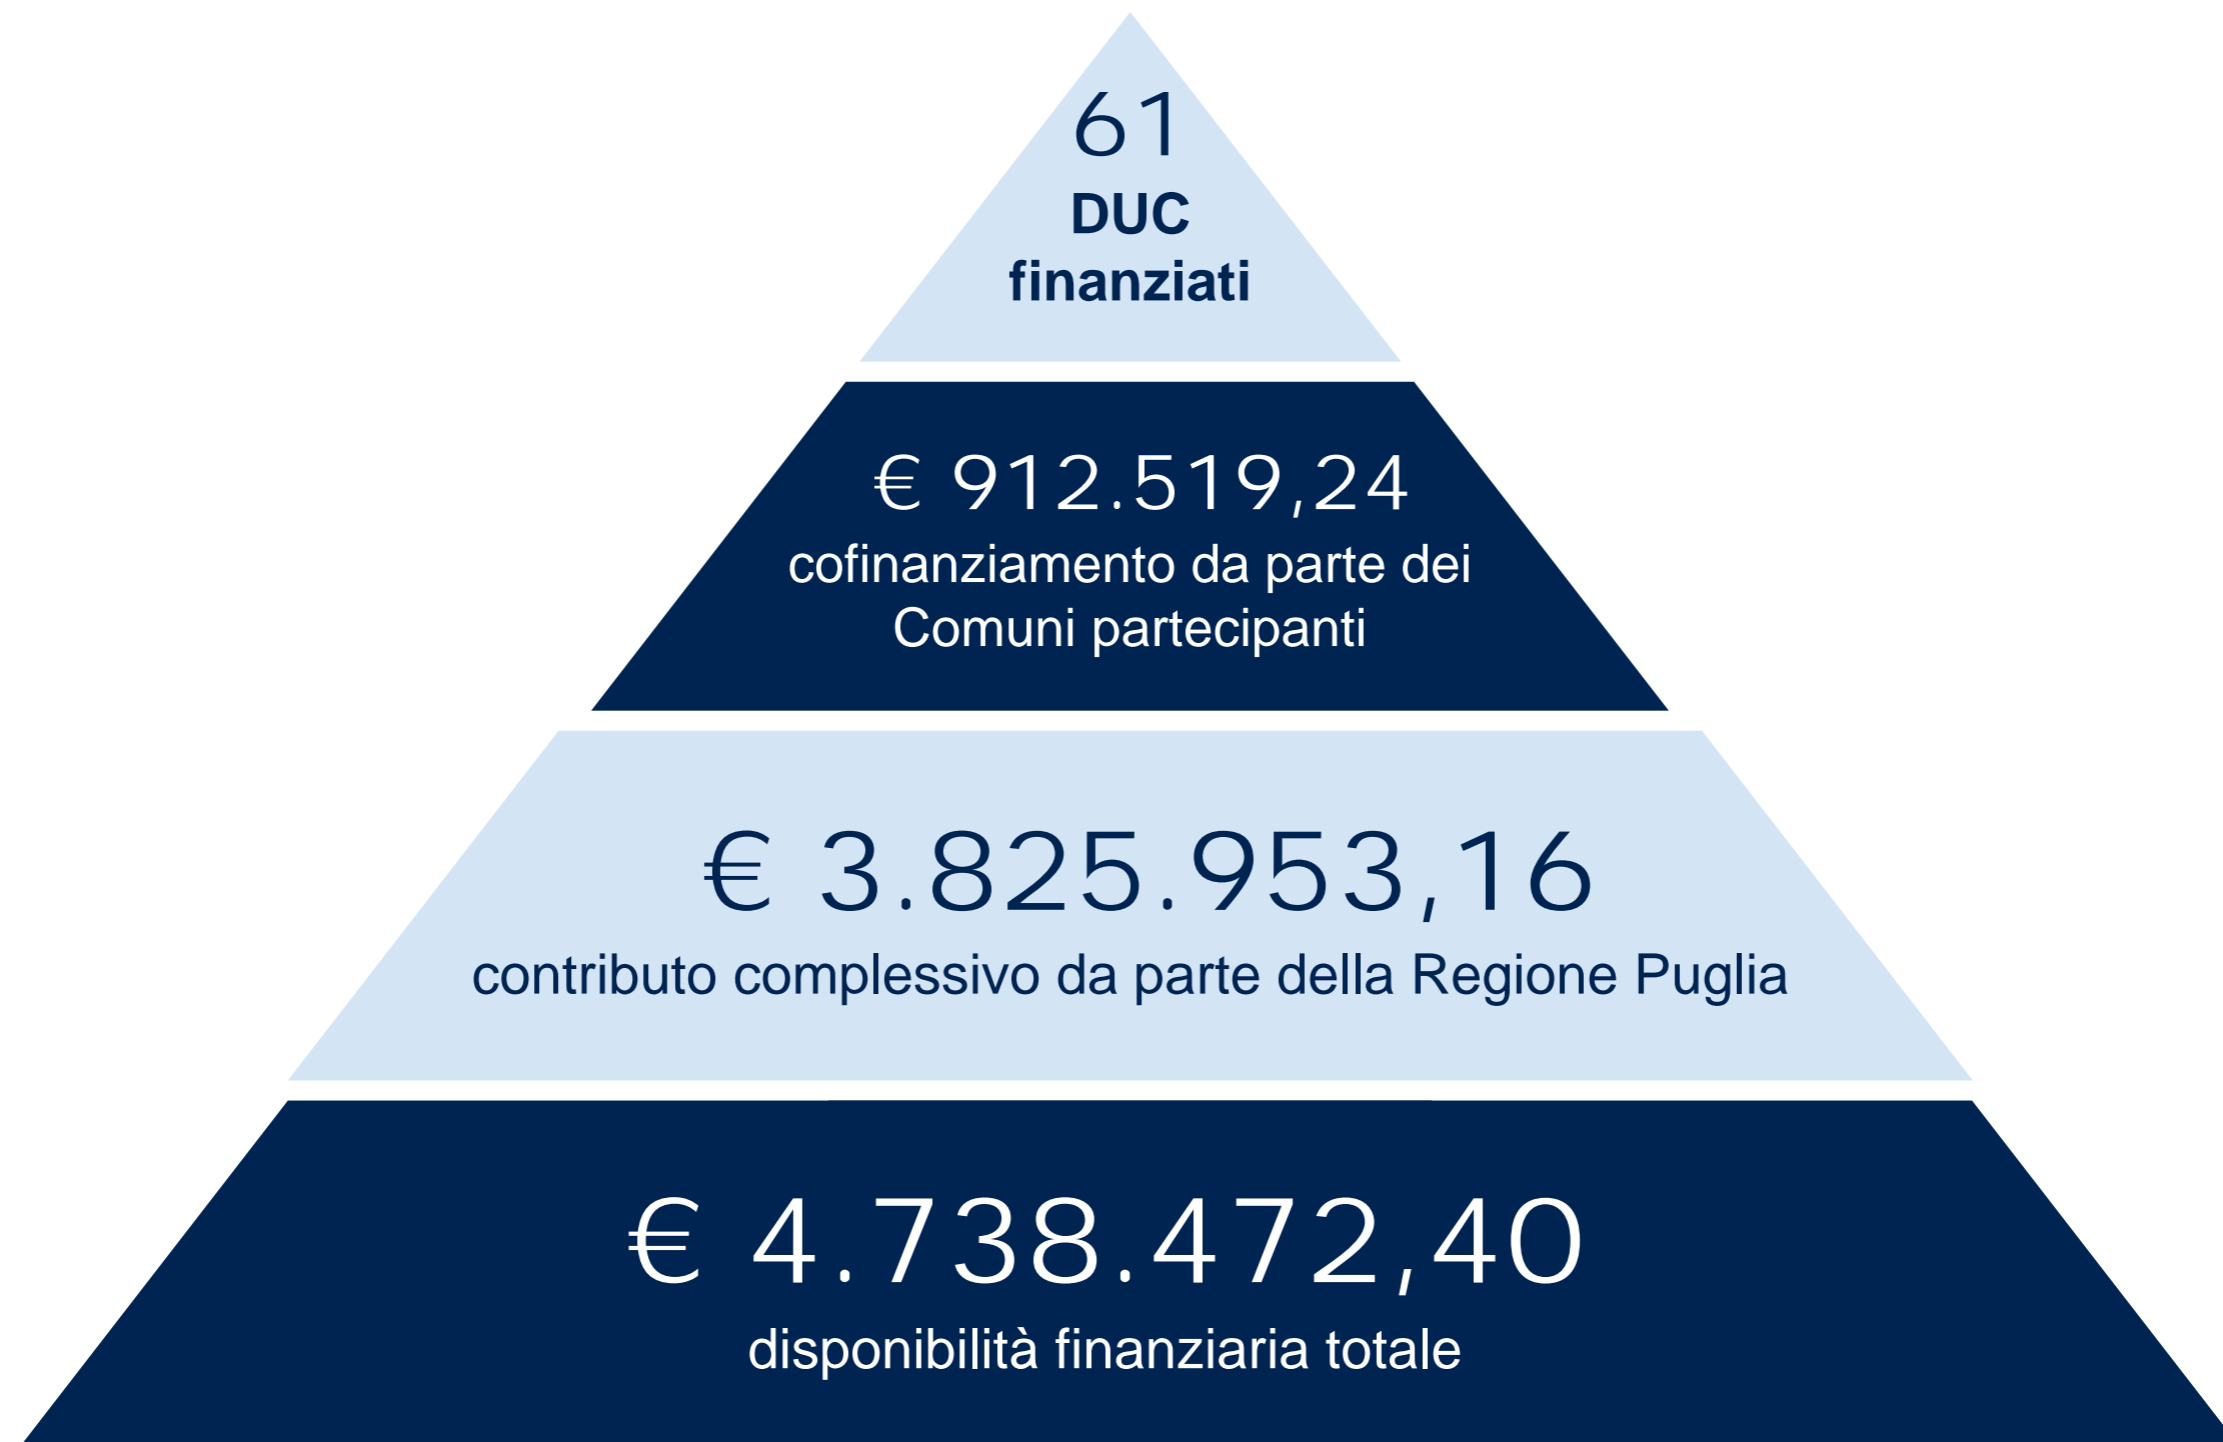 61
DUC
finanziati
€ 912.519,24
cofinanziamento da parte dei
Comuni partecipanti
€ 3.825.953,16
contributo complessivo da parte della Regione Puglia
€ 4.738.472,40
disponibilità finanziaria totale